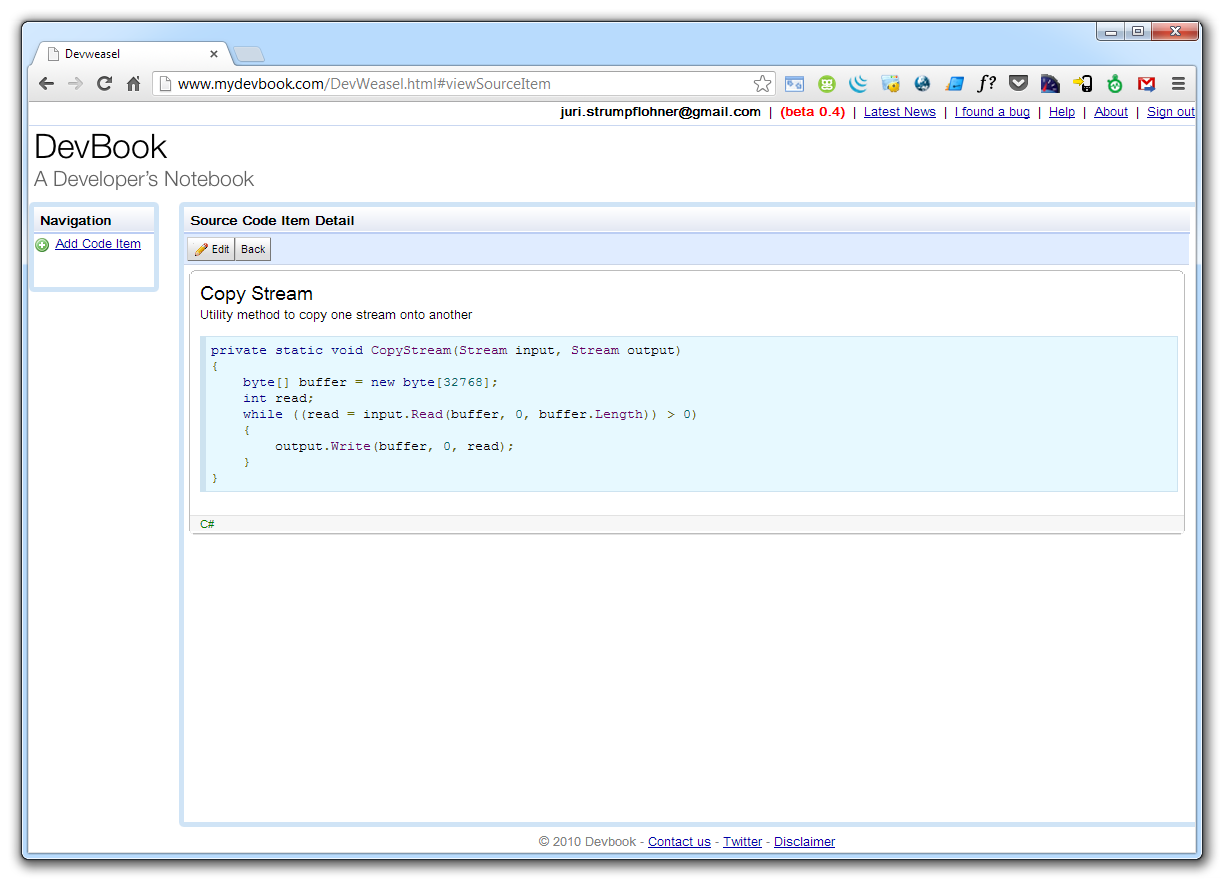 Devweasel
www.mydevbook.com/DevWeasel.html#viewSourceItem
f?
juri.strumpflohner@gmail.com | (beta 0.4) | Latest News | I found a bug | Help | About | Sign out
DevBook
A Developer's Notebook
Navigation
Add Code Item
Source Code Item Detail
Edit Back
Copy Stream
Utility method to copy one stream onto another
private static void CopyStream(Stream input, Stream output)
{
    byte[] buffer = new byte[32768];
    int read;
    while ((read = input.Read(buffer, 0, buffer.Length)) > 0)
    {
        output.Write(buffer, 0, read);
    }
}
C#
© 2010 Devbook - Contact us - Twitter - Disclaimer